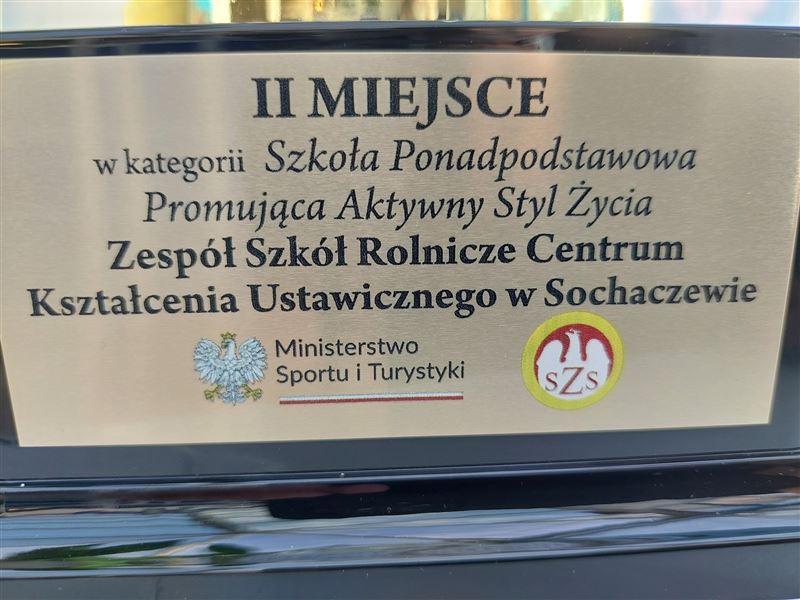 II MIEJSCE
w kategorii Szkoła Ponadpodstawowa
Promująca Aktywny Styl Życia
Zespół Szkół Rolnicze Centrum
Kształcenia Ustawicznego w Sochaczewie
Ministerstwo
Sportu i Turystyki
SZS